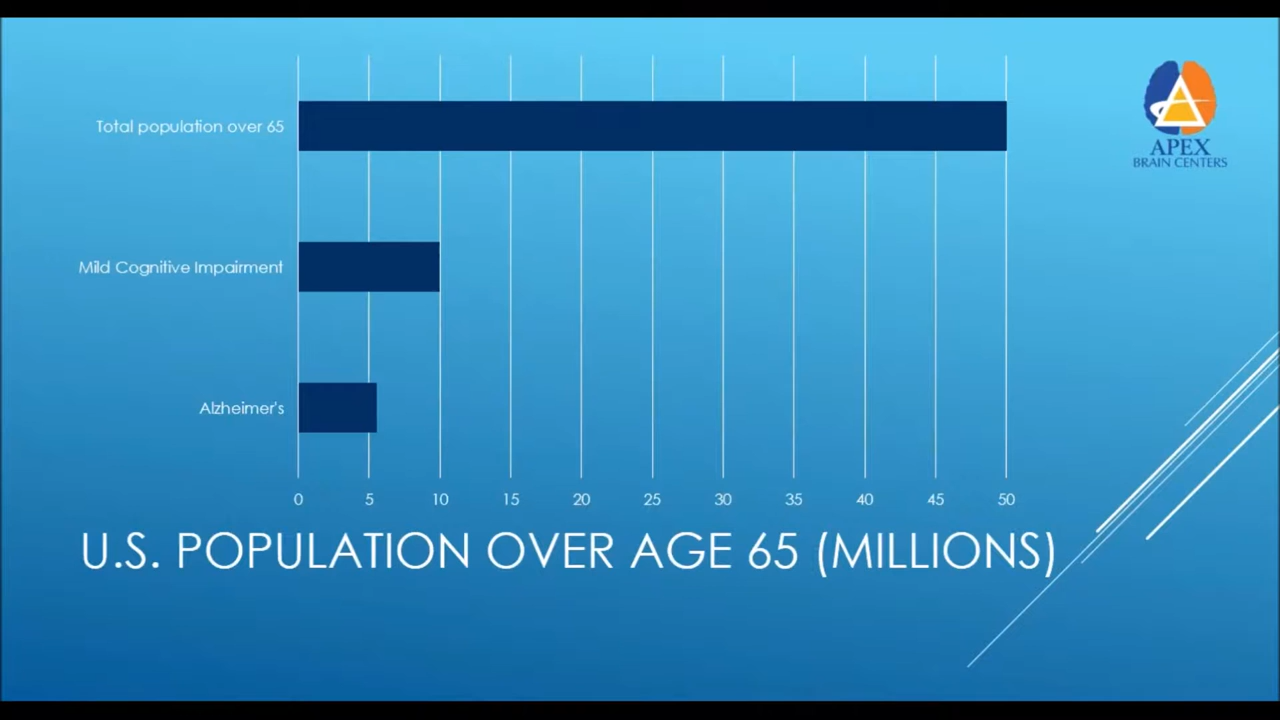 Total population over 65
Mild Cognitive Impairment
Alzheimer's
0 5 10 15 20 25 30 35 40 45 50
U.S. POPULATION OVER AGE 65 (MILLIONS)
APEX
BRAIN CENTERS